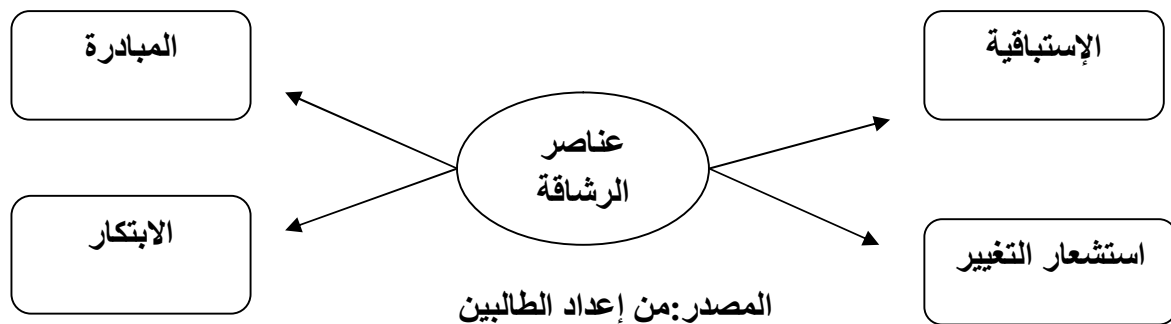 الإستباقية
المبادرة
عناصر
الرشاقة
استشعار التغيير
الابتكار
المصدر:من إعداد الطالبين